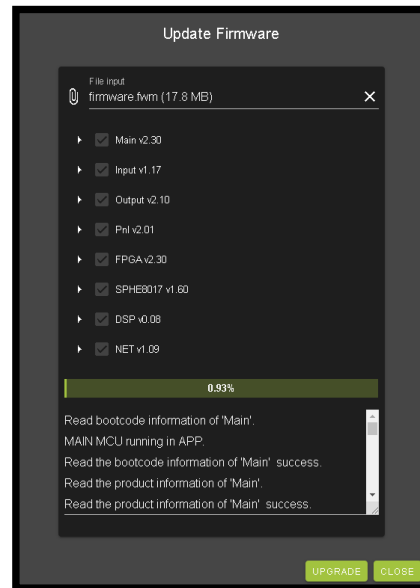 Update Firmware
File input
firmware.fwm (17.8 MB)
Main v2.30
Input v1.17
Output v2.10
Pnl v2.01
FPGA v2.30
SPHE8017 v1.60
DSP v0.08
NET v1.09
0.93%
Read bootcode information of 'Main'.
MAIN MCU running in APP.
Read the bootcode information of 'Main' success.
Read the product information of 'Main'.
Read the product information of 'Main' success.
UPGRADE CLOSE